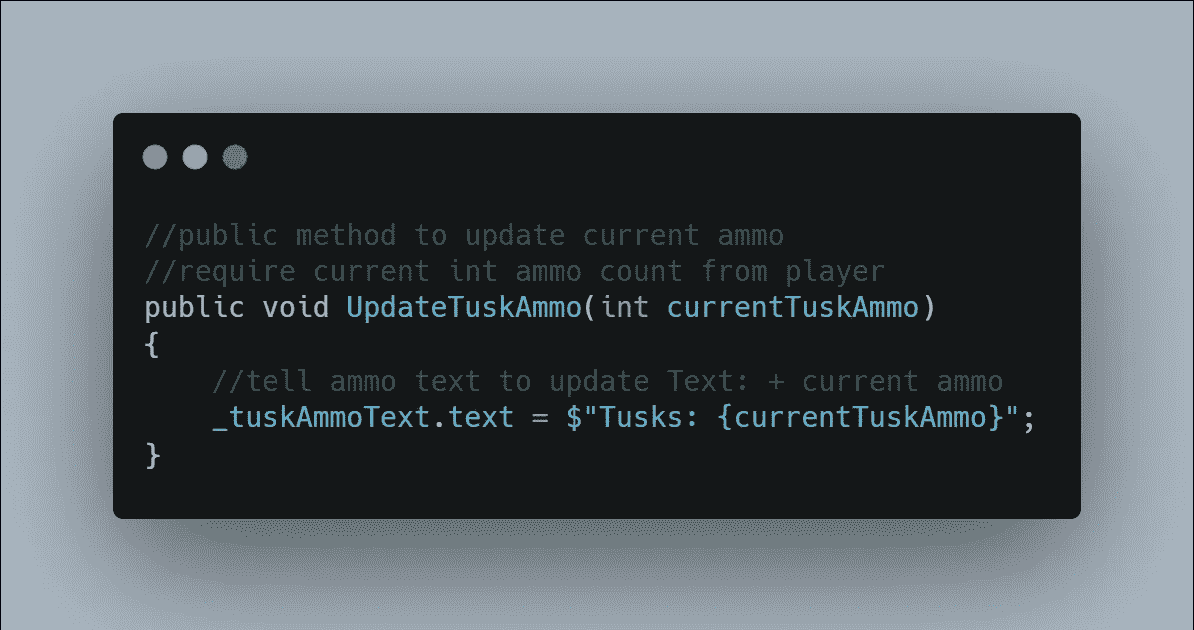 //public method to update current ammo
//require current int ammo count from player
public void UpdateTuskAmmo(int currentTuskAmmo)
{
    //tell ammo text to update Text: + current ammo
    _tuskAmmoText.text = $"Tusks: {currentTuskAmmo}";
}